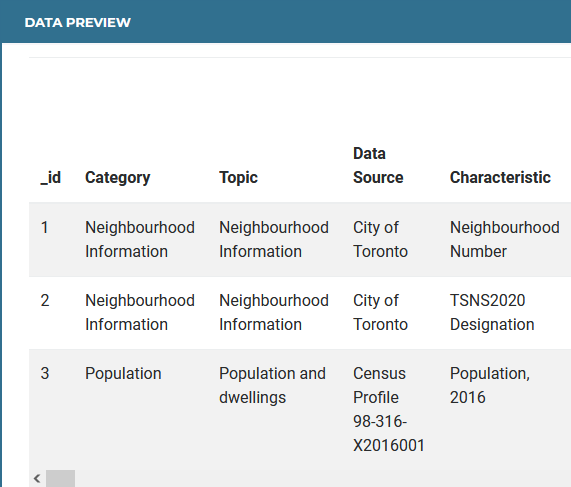 DATA PREVIEW
Data
_id Category Topic Source Characteristic
1 Neighbourhood Neighbourhood City of Neighbourhood
Information Information Toronto Number
2 Neighbourhood Neighbourhood City of TSNS2020
Information Information Toronto Designation
3 Population Population and Census Population,
dwellings Profile 2016
98-316-
X2016001